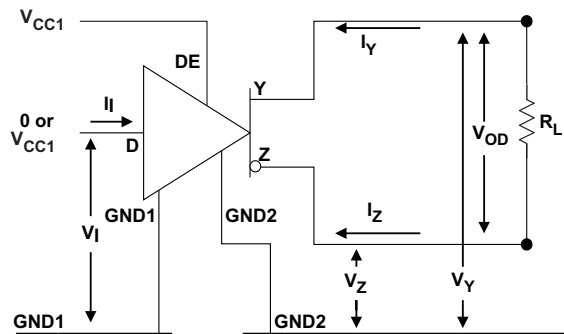 VCC1
DE
IY
Y
II
0 or
VCC1
D
RL
VOD
Z
GND1
GND2
VI
IZ
VZ
VY
GND1
GND2